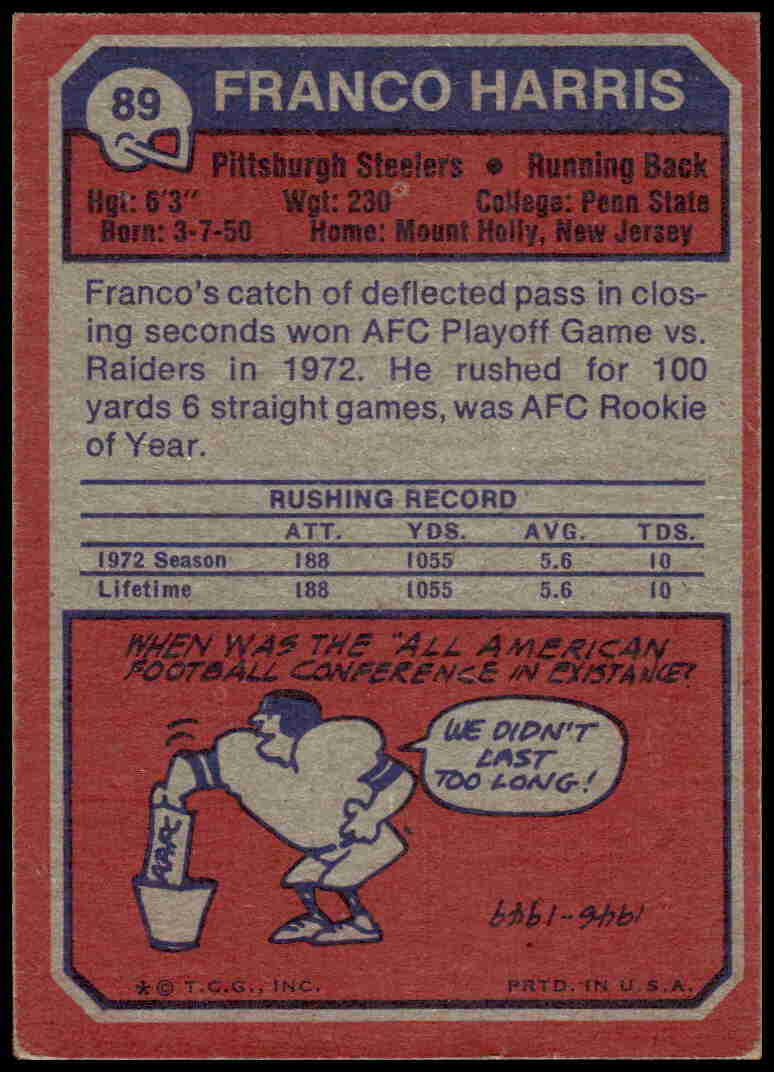 89
FRANCO HARRIS
Pittsburgh Steelers • Running Back
Hgt: 6'3" Wgt: 230 College: Penn State
Born: 3-7-50 Home: Mount Holly, New Jersey
Franco's catch of deflected pass in clos-
ing seconds won AFC Playoff Game vs.
Raiders in 1972. He rushed for 100
yards 6 straight games, was AFC Rookie
of Year.
RUSHING RECORD
ATT. YDS. AVG. TDS.
1972 Season 188 1055 5.6 10
Lifetime 188 1055 5.6 10
WHEN WAS THE "ALL AMERICAN
FOOTBALL CONFERENCE IN EXISTANCE?
WE DIDN'T
LAST
TOO LONG!
AAFC
1946-1949
* © T.C.G., INC. PRTD. IN U.S.A.